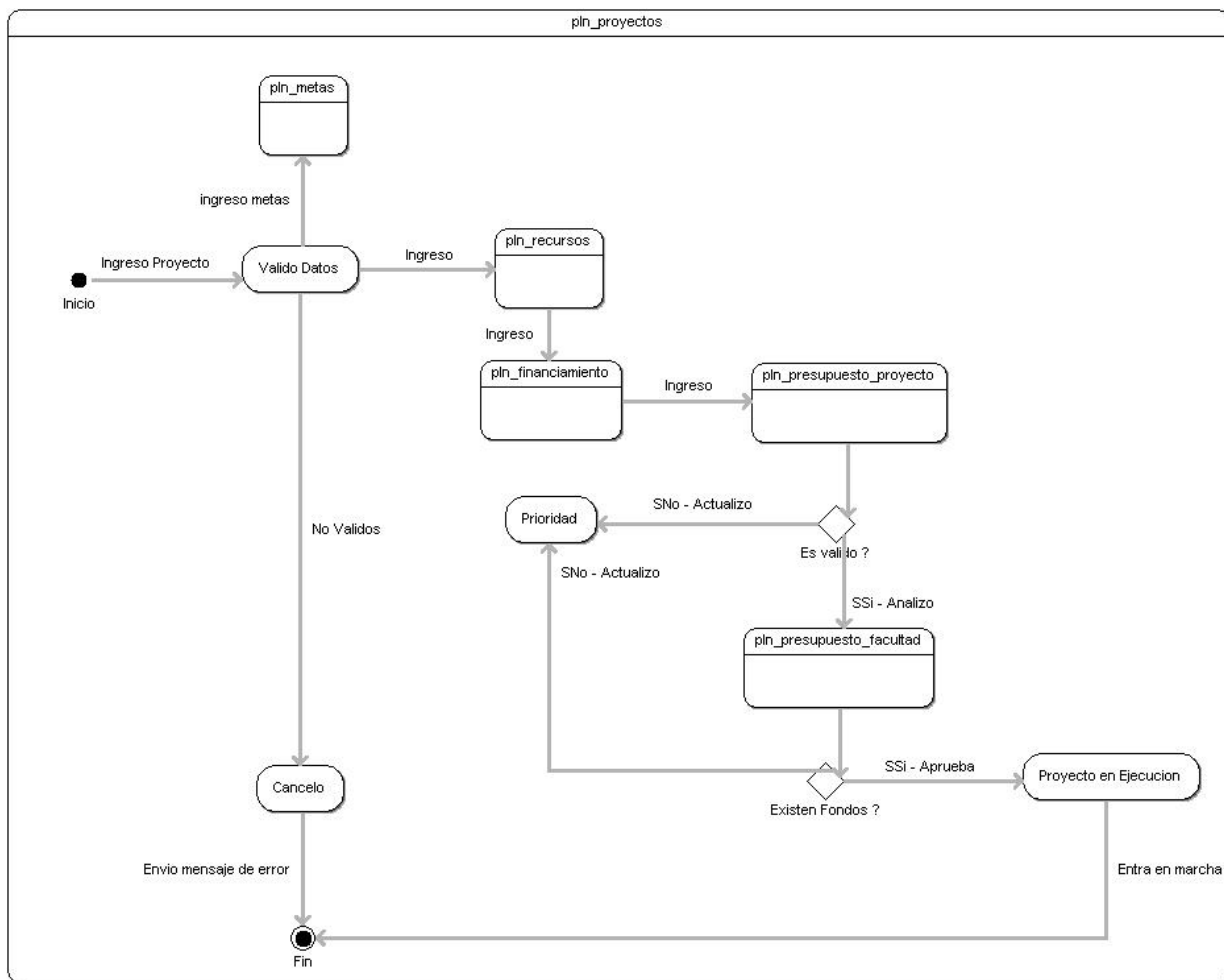 pln_proyectos
pln_metas
ingreso metas
pln_recursos
Ingreso Proyecto
Valido Datos
Ingreso
Inicio
Ingreso
pln_financiamiento
Ingreso
pln_presupuesto_proyecto
SNo - Actualizo
Prioridad
No Validos
Es valido ?
SNo - Actualizo
SSi - Analizo
pln_presupuesto_facultad
SSi - Aprueba
Proyecto en Ejecucion
Cancelo
Existen Fondos ?
Envio mensaje de error
Entra en marcha
Fin